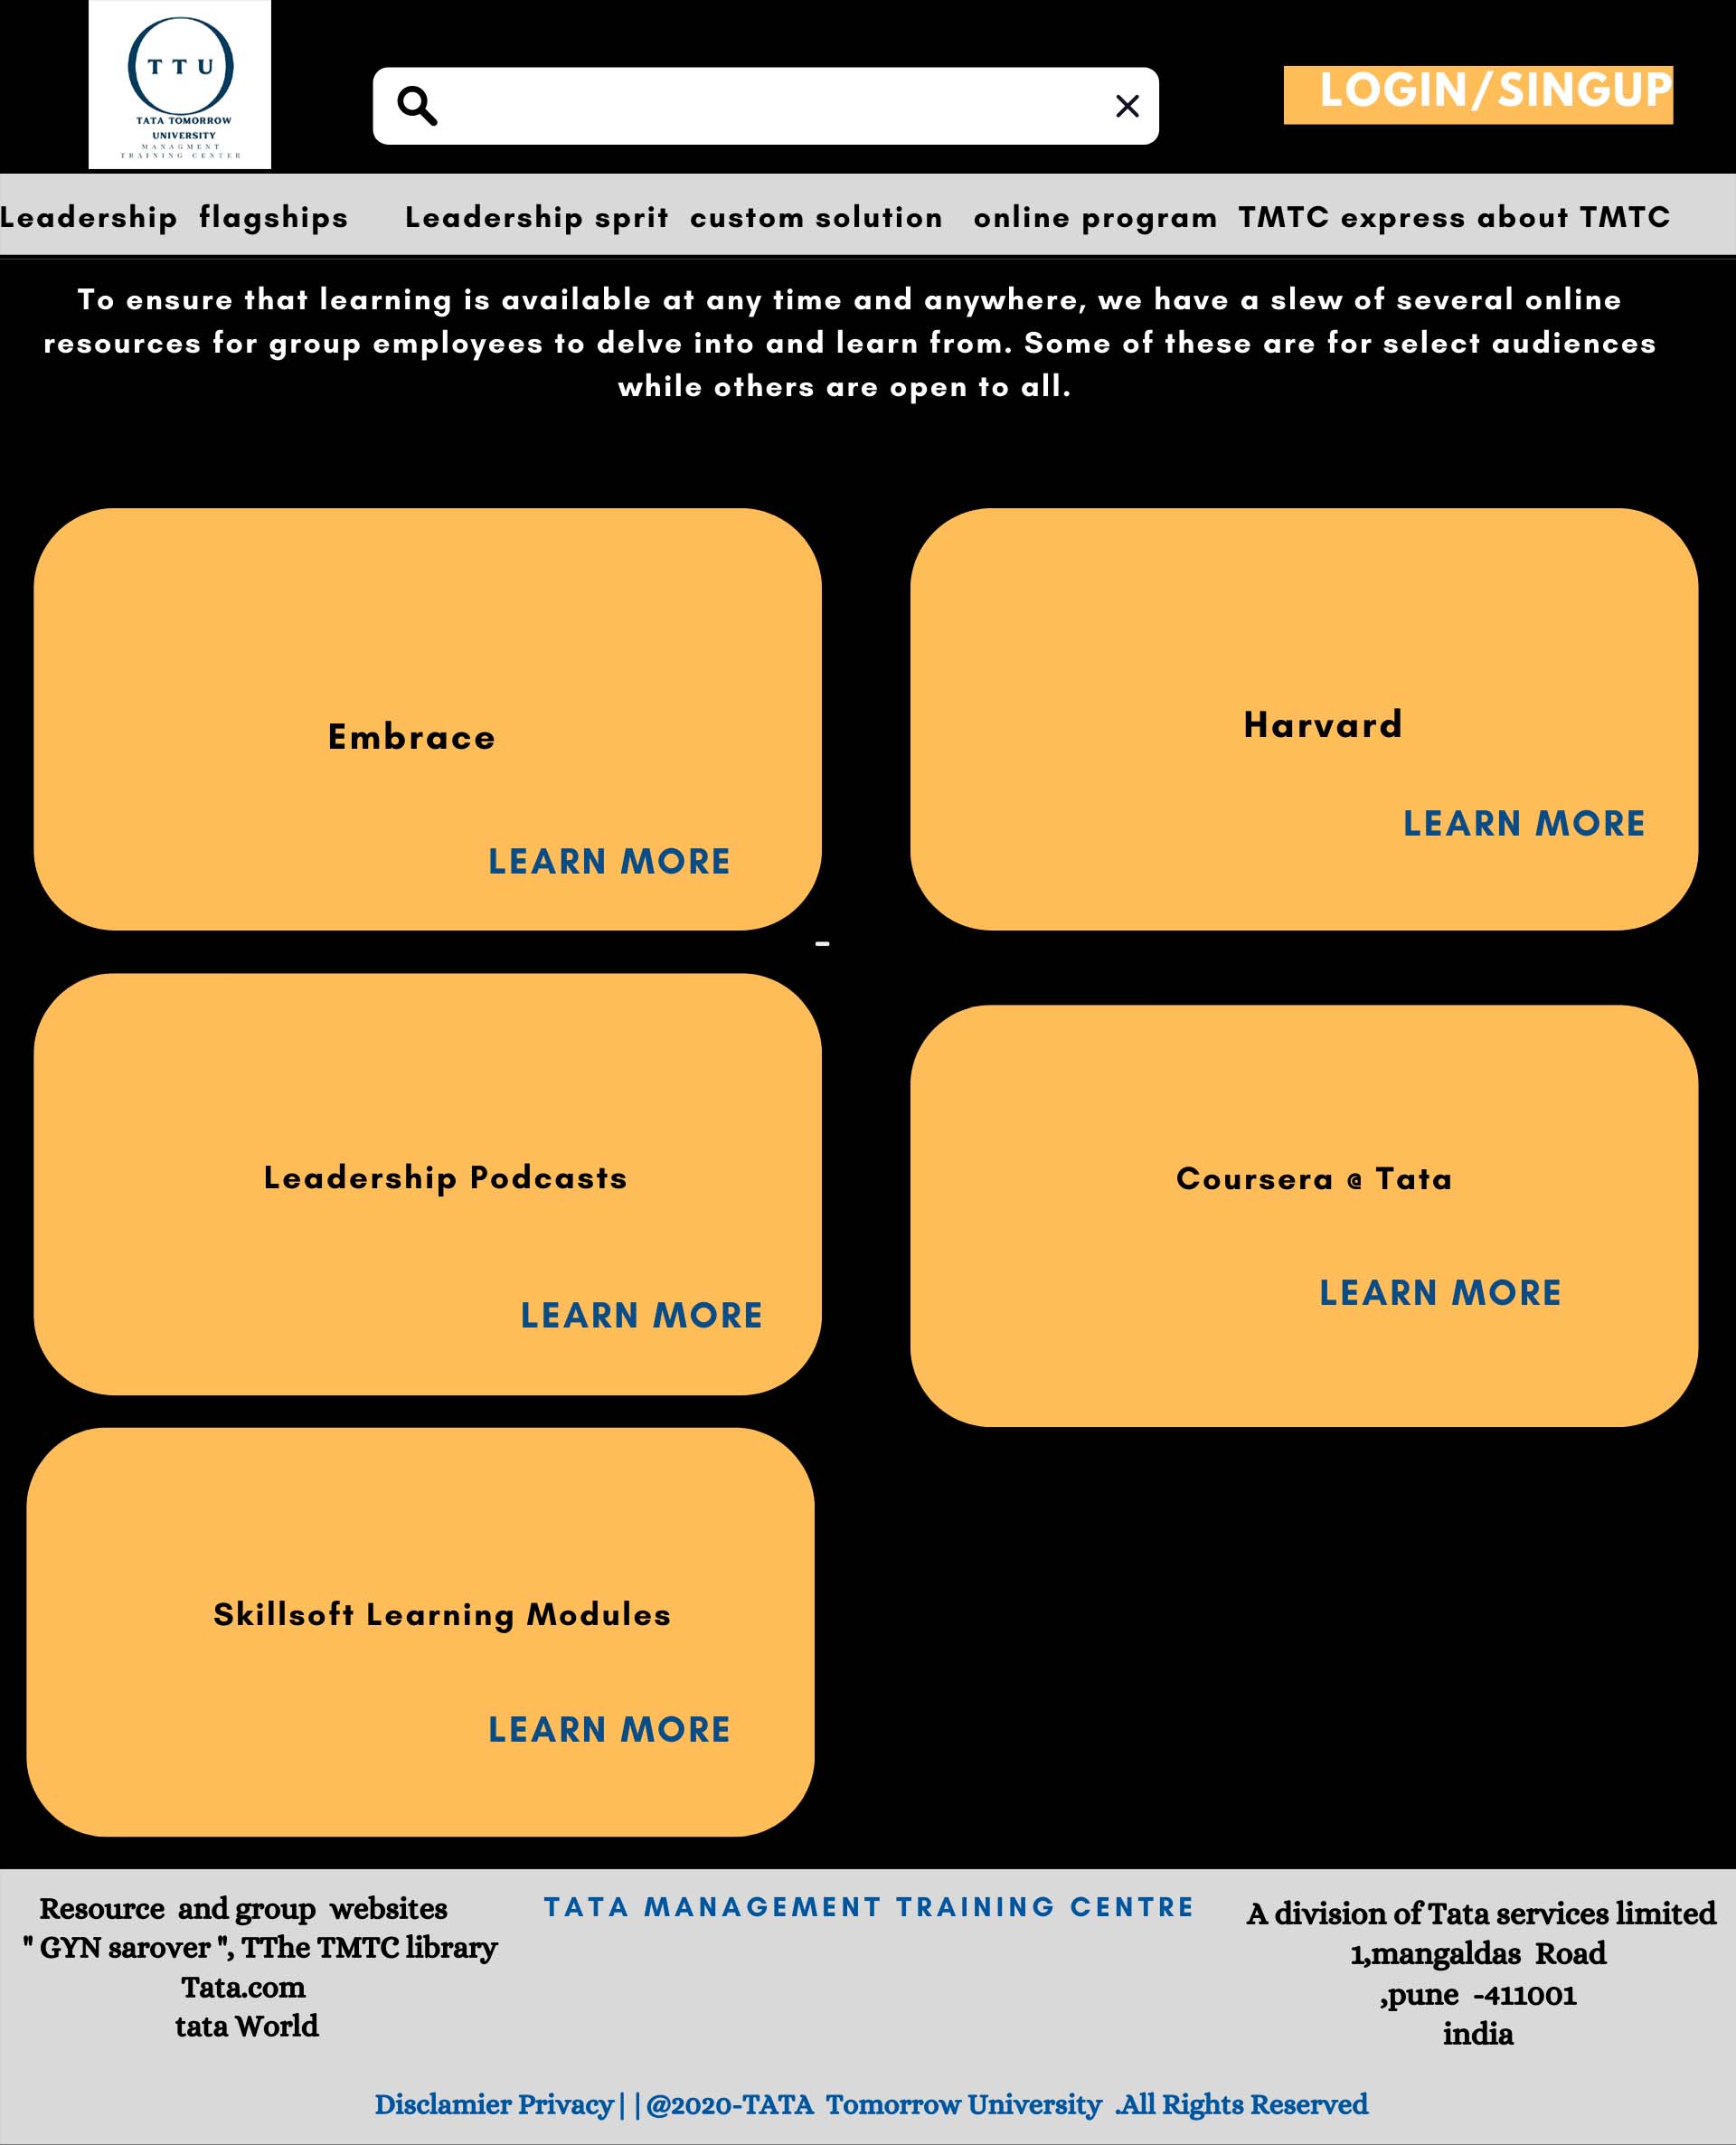 T T U
TATA TOMORROW
UNIVERSITY
MANAGMENT
TRAINING CENTER
LOGIN/SINGUP
Leadership flagships Leadership sprit custom solution online program TMTC express about TMTC
To ensure that learning is available at any time and anywhere, we have a slew of several online
resources for group employees to delve into and learn from. Some of these are for select audiences
while others are open to all.
Embrace
LEARN MORE
Harvard
LEARN MORE
-
Leadership Podcasts
LEARN MORE
Coursera @ Tata
LEARN MORE
Skillsoft Learning Modules
LEARN MORE
Resource and group websites
" GYN sarover ", TThe TMTC library
Tata.com
tata World
TATA MANAGEMENT TRAINING CENTRE
A division of Tata services limited
1,mangaldas Road
,pune -411001
india
Disclamier Privacy| |@2020-TATA Tomorrow University .All Rights Reserved